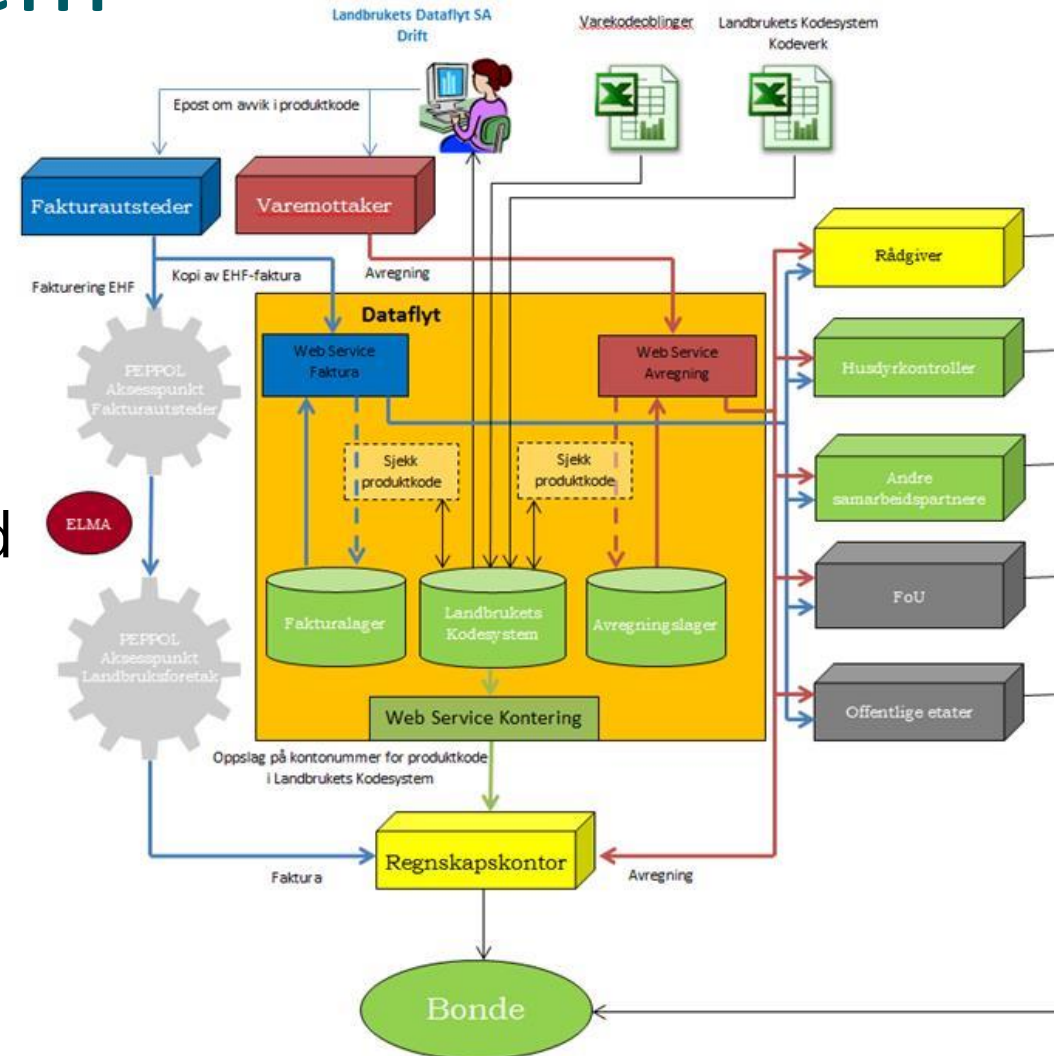 Landbrukets Dataflyt SA
Drift
Varekodeoblinger
Landbrukets Kodesystem
Kodeverk
Epost om avvik i produktkode
Fakturautsteder
Varemottaker
Rådgiver
Fakturering EHF
Kopi av EHF-faktura
Avregning
Dataflyt
Web Service
Faktura
Web Service
Avregning
PEPPOL
Aksesspunkt
Fakturautsteder
Husdyrkontroller
Sjekk
produktkode
Sjekk
produktkode
Andre
samarbeidspartnere
ELMA
d
Fakturalager
Landbrukets
Kodesystem
Avregningslager
FoU
PEPPOL
Aksesspunkt
Landbruksforetak
Web Service Kontering
Offentlige etater
Oppslag på kontonummer for produktkode
i Landbrukets Kodesystem
Regnskapskontor
Faktura
Avregning
Bonde